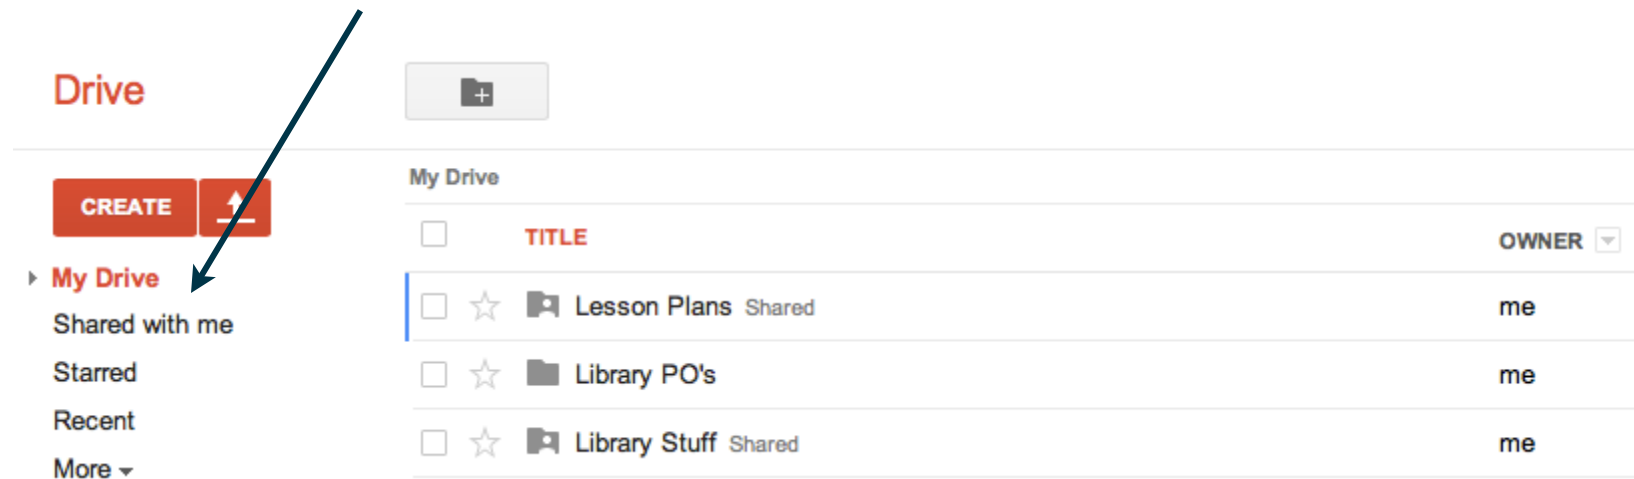 Drive
CREATE
My Drive
Shared with me
Starred
Recent
More
My Drive
TITLE OWNER
Lesson Plans Shared me
Library PO's me
Library Stuff Shared me